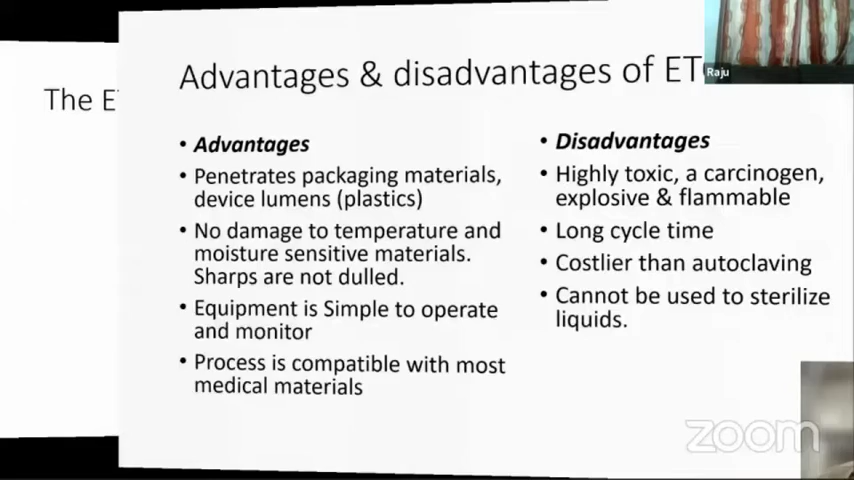 The E
Advantages & disadvantages of ET
Raju
• Advantages
• Penetrates packaging materials,
device lumens (plastics)
• No damage to temperature and
moisture sensitive materials.
Sharps are not dulled.
• Equipment is Simple to operate
and monitor
• Process is compatible with most
medical materials
• Disadvantages
• Highly toxic, a carcinogen,
explosive & flammable
• Long cycle time
• Costlier than autoclaving
• Cannot be used to sterilize
liquids.
zoom